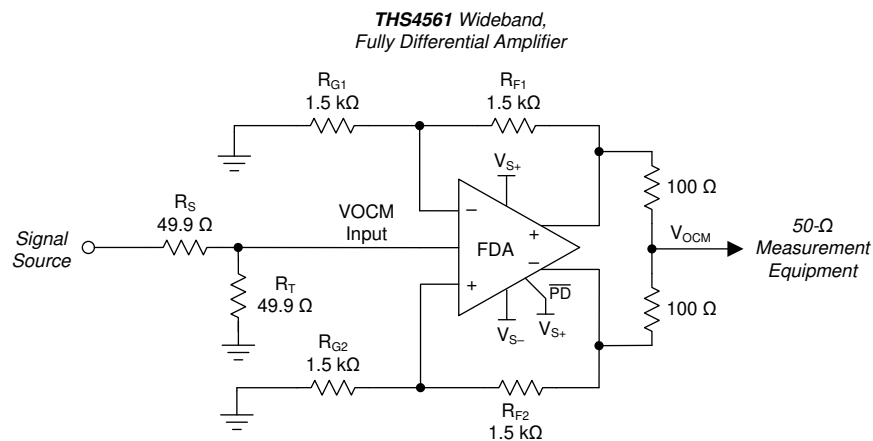 THS4561 Wideband,
Fully Differential Amplifier
RG1
1.5 kΩ
RF1
1.5 kΩ
VS+
100 Ω
RS
49.9 Ω
VOCM
Input
Signal
Source
−
+
FDA
−
+
VOCM
50-Ω
Measurement
Equipment
RT
49.9 Ω
PD
VS−
VS+
100 Ω
RG2
1.5 kΩ
RF2
1.5 kΩ